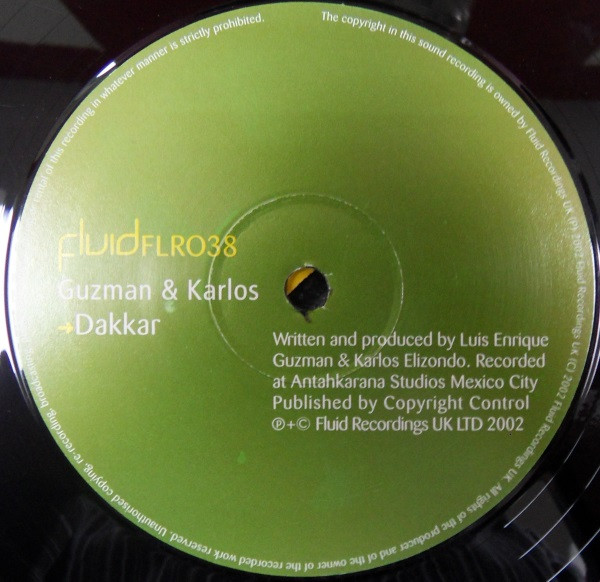 fluid FLR038
Guzman & Karlos
→Dakkar
Written and produced by Luis Enrique
Guzman & Karlos Elizondo. Recorded
at Antahkarana Studios Mexico City
Published by Copyright Control
℗+© Fluid Recordings UK LTD 2002
The copyright in this sound recording is owned by Fluid Recordings UK (P) 2002 Fluid Recordings UK (C) 2002 Fluid Recordings UK. All rights of the producer and of the owner of the recorded work reserved. Unauthorised copying, re-recording, broadcasting of this recording in whatever manner is strictly prohibited.